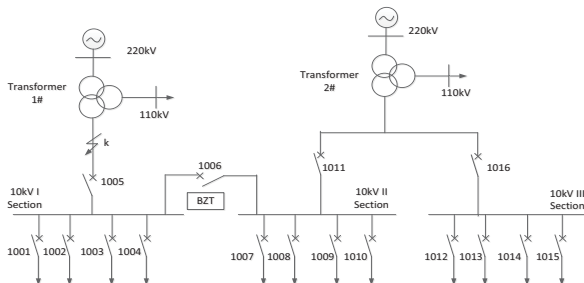 220kV
Transformer
1#
110kV
k
1005
10kV I
Section
1006
BZT
1001
1002
1003
1004
220kV
Transformer
2#
110kV
1011
1016
10kV II
Section
10kV III
Section
1007
1008
1009
1010
1012
1013
1014
1015